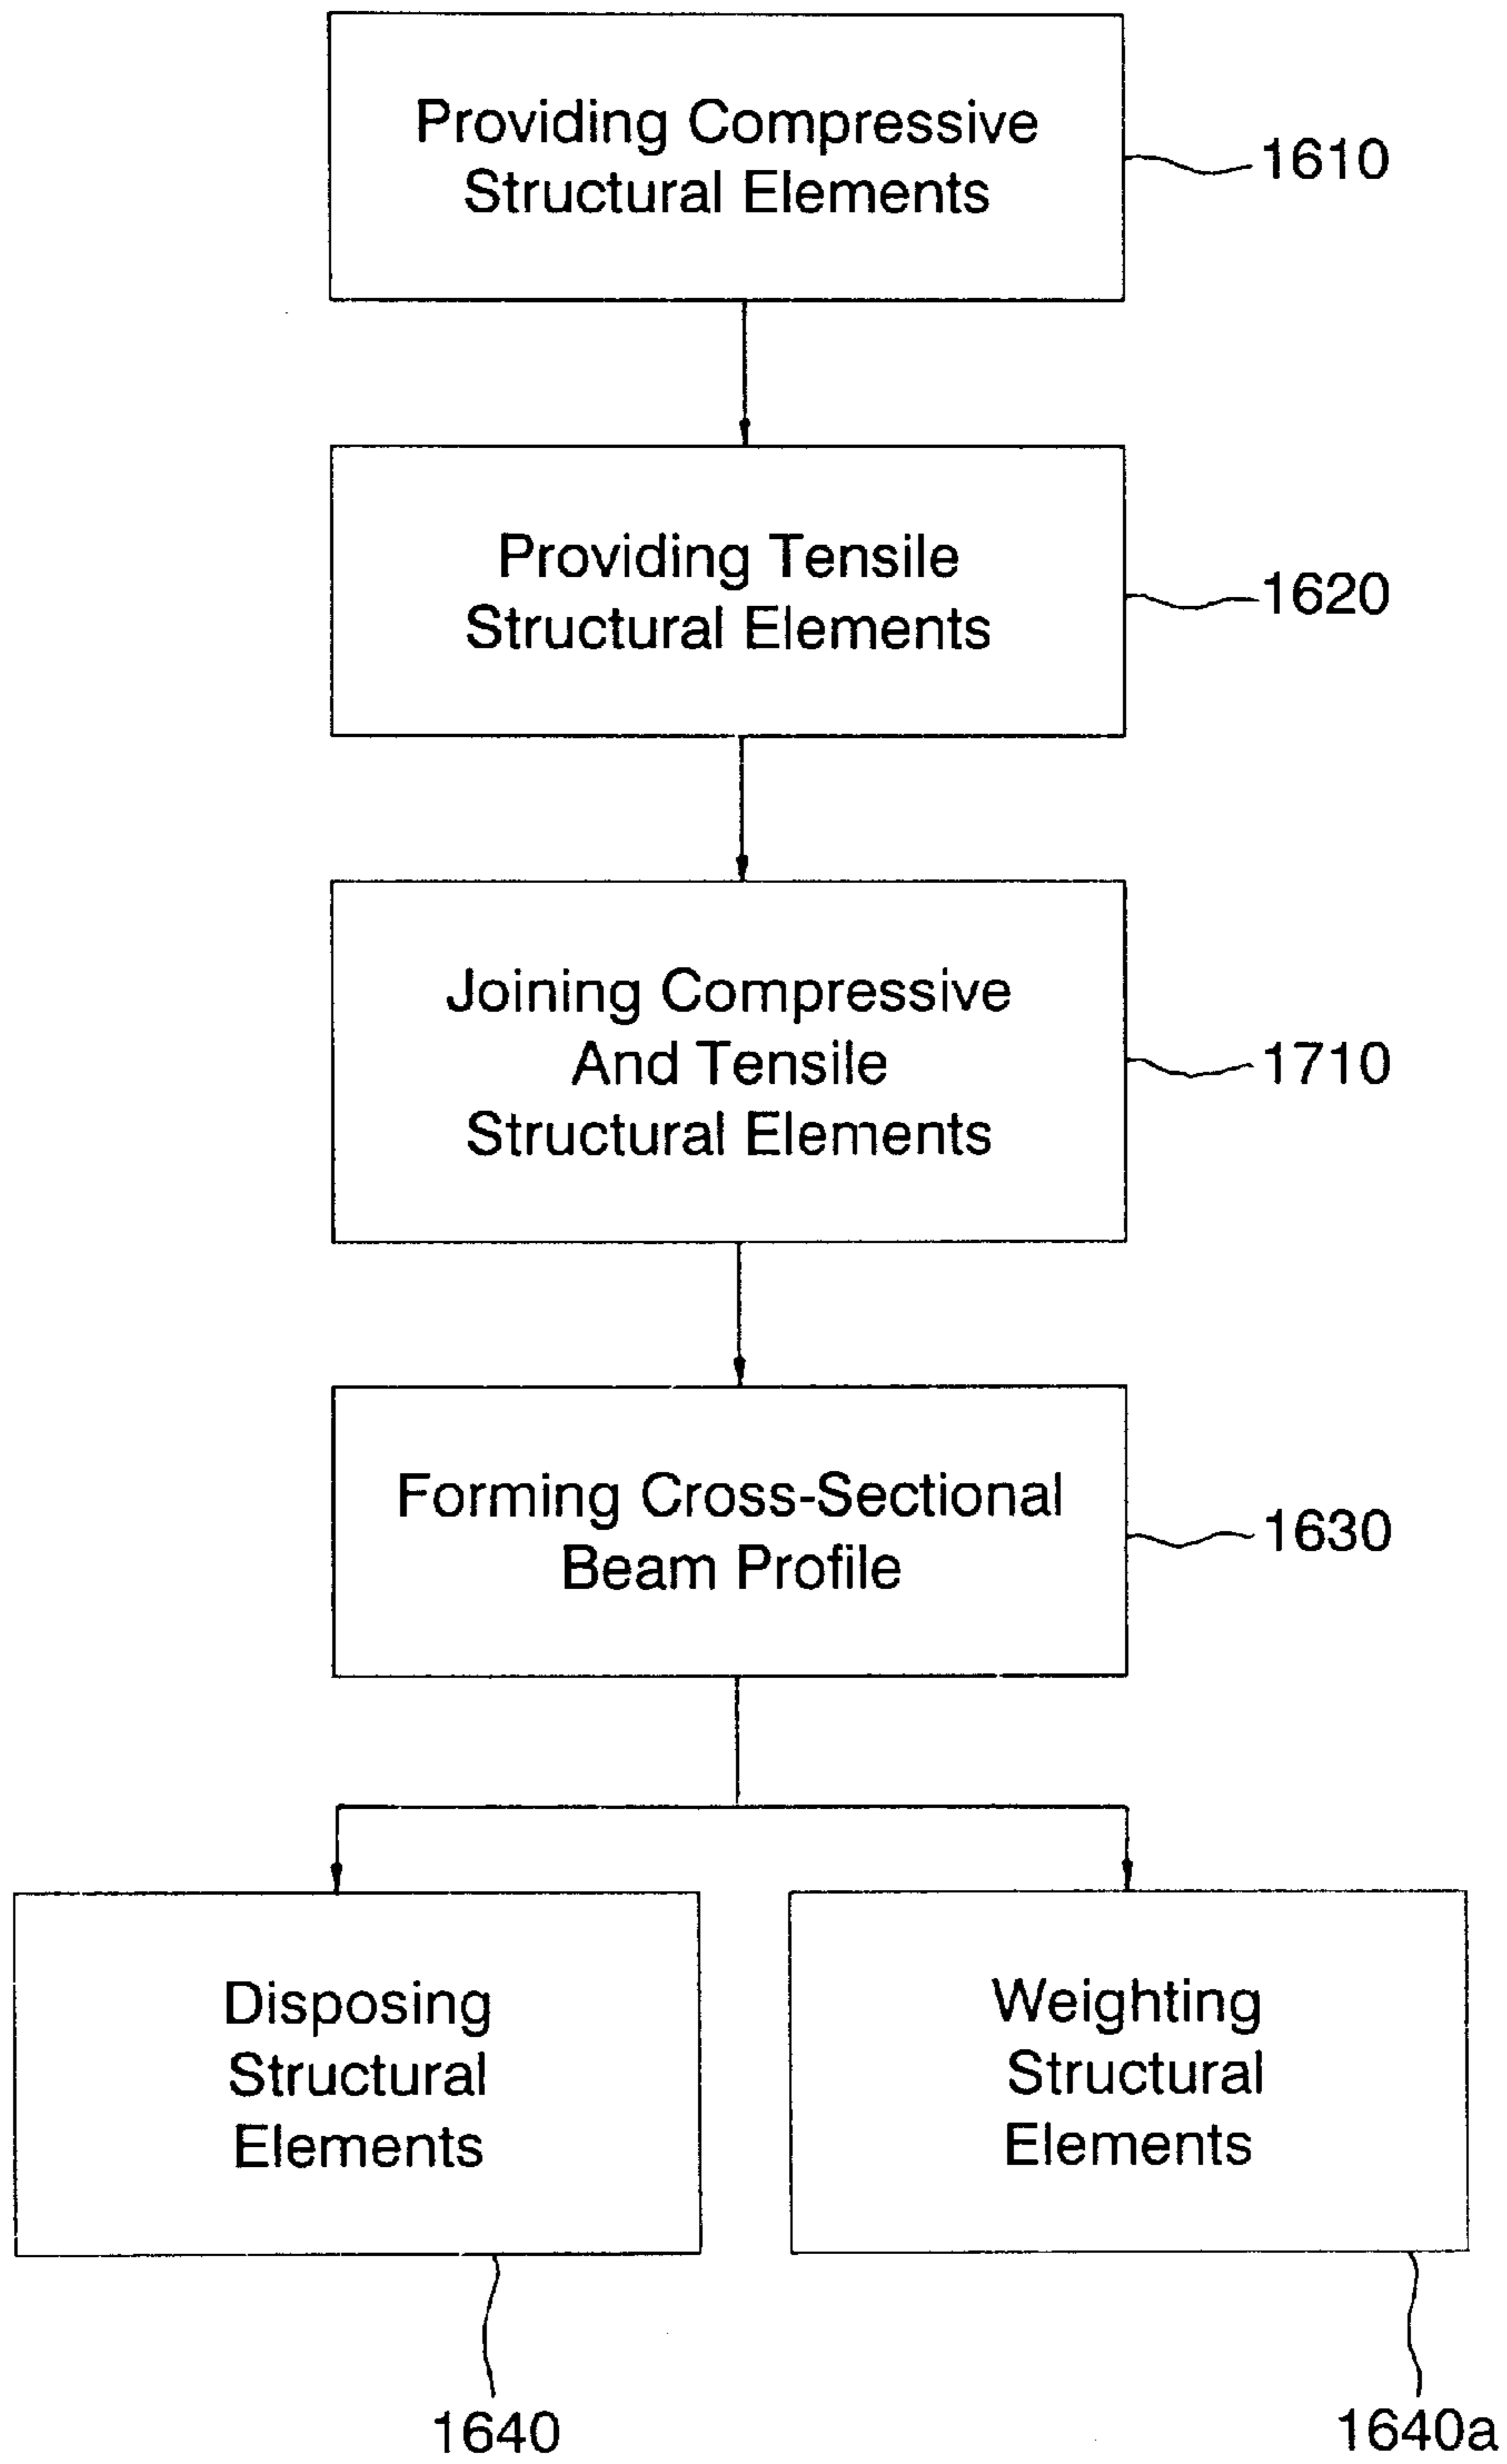 Providing Compressive
Structural Elements
1610
Providing Tensile
Structural Elements
1620
Joining Compressive
And Tensile
Structural Elements
1710
Forming Cross-Sectional
Beam Profile
1630
Disposing
Structural
Elements
1640
Weighting
Structural
Elements
1640a